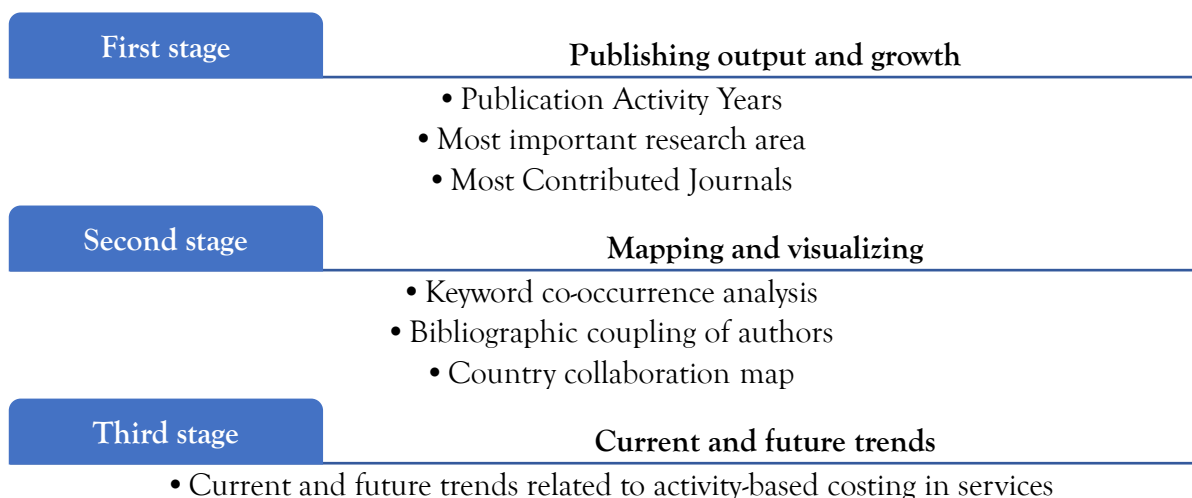 First stage
Publishing output and growth
• Publication Activity Years
• Most important research area
• Most Contributed Journals
Second stage
Mapping and visualizing
• Keyword co-occurrence analysis
• Bibliographic coupling of authors
• Country collaboration map
Third stage
Current and future trends
• Current and future trends related to activity-based costing in services